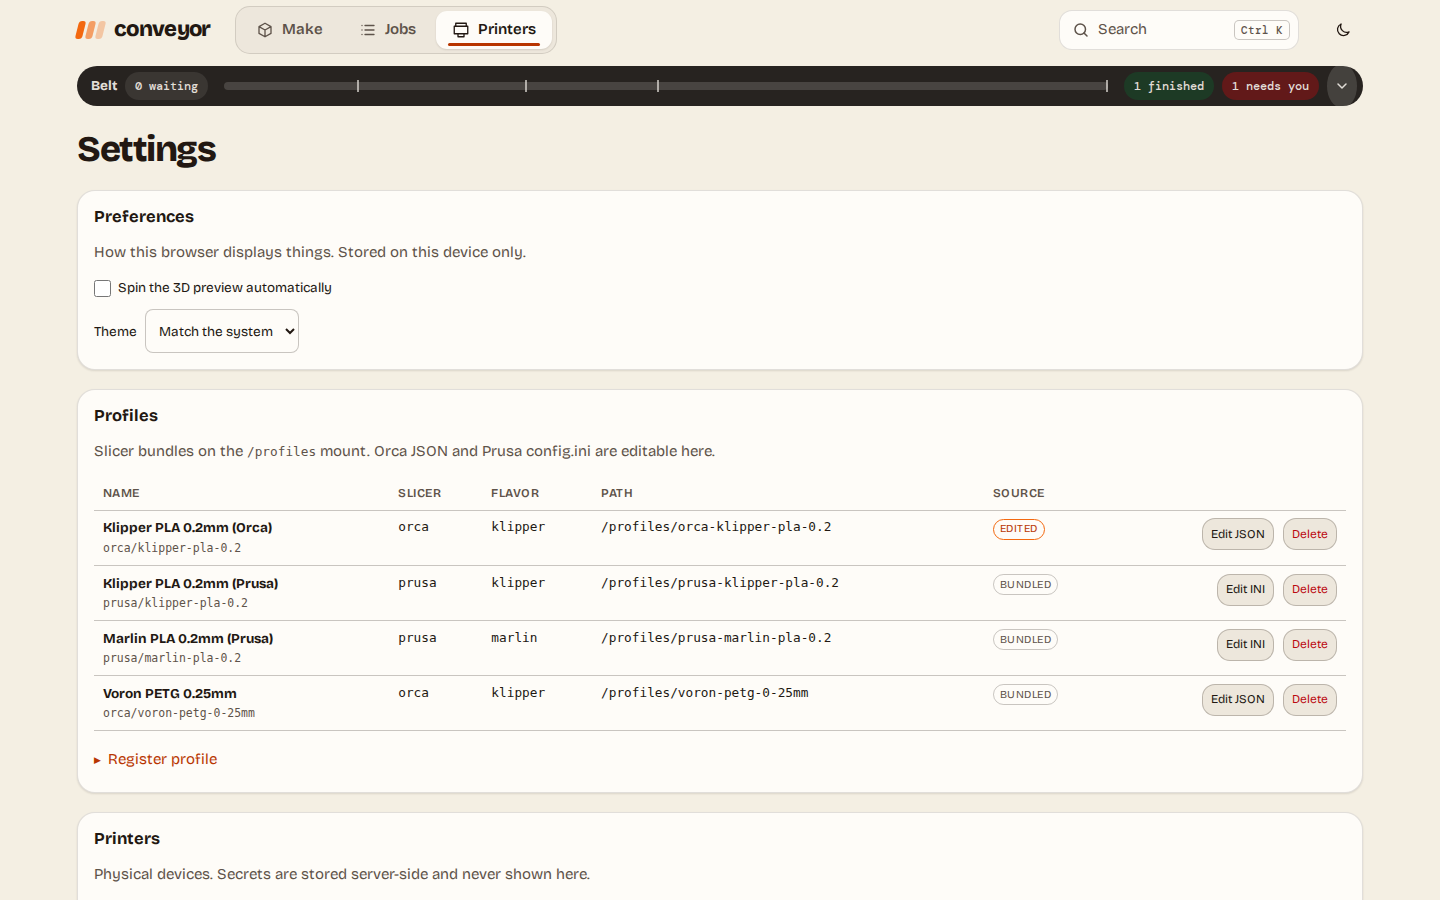 conveyor
Make
Jobs
Printers
Search
Ctrl K
Belt
0 waiting
1 finished
1 needs you
Settings
Preferences
How this browser displays things. Stored on this device only.
Spin the 3D preview automatically
Theme
Match the system
Profiles
Slicer bundles on the /profiles mount. Orca JSON and Prusa config.ini are editable here.
NAME SLICER FLAVOR PATH SOURCE
Klipper PLA 0.2mm (Orca) orca klipper /profiles/orca-klipper-pla-0.2 EDITED Edit JSON Delete
orca/klipper-pla-0.2
Klipper PLA 0.2mm (Prusa) prusa klipper /profiles/prusa-klipper-pla-0.2 BUNDLED Edit INI Delete
prusa/klipper-pla-0.2
Marlin PLA 0.2mm (Prusa) prusa marlin /profiles/prusa-marlin-pla-0.2 BUNDLED Edit INI Delete
prusa/marlin-pla-0.2
Voron PETG 0.25mm orca klipper /profiles/voron-petg-0-25mm BUNDLED Edit JSON Delete
orca/voron-petg-0-25mm
Register profile
Printers
Physical devices. Secrets are stored server-side and never shown here.